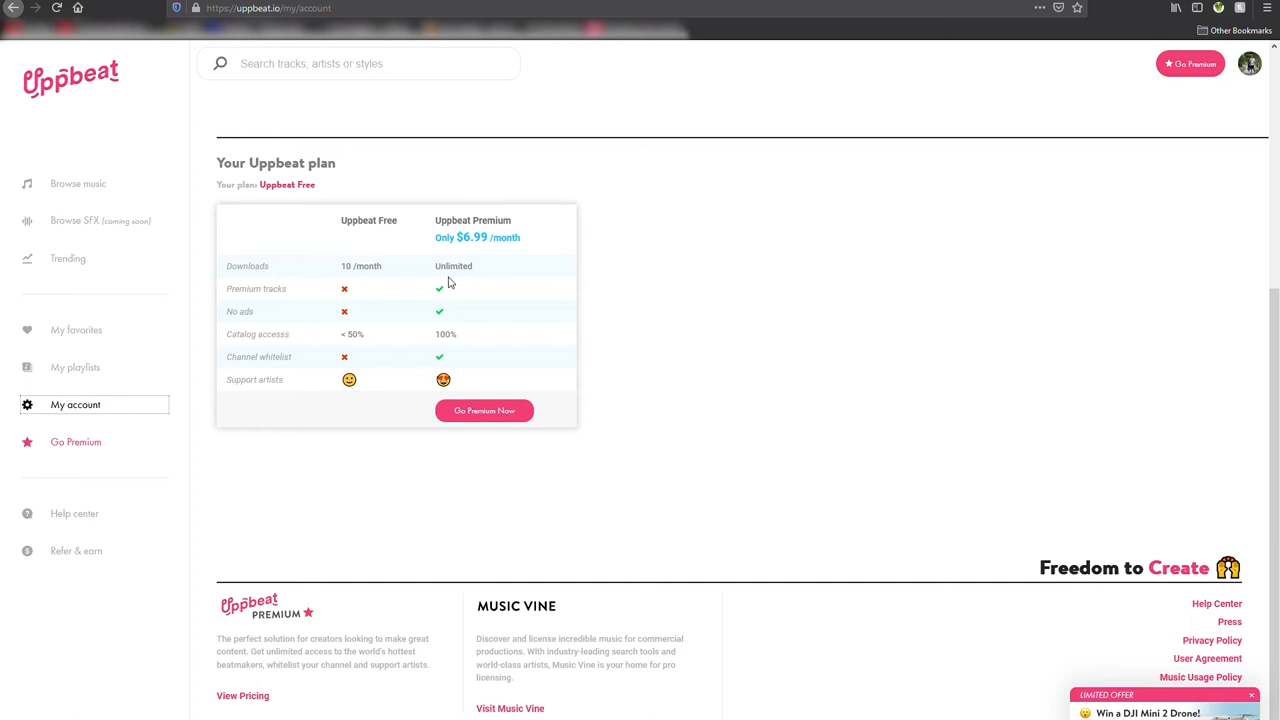 https://uppbeat.io/my/account
Other Bookmarks
Uppbeat
Search tracks, artists or styles
Go Premium
Browse music
Browse SFX (coming soon)
Trending
My favorites
My playlists
My account
Go Premium
Help center
Refer & earn
Your Uppbeat plan
Your plan: Uppbeat Free
Uppbeat Free Uppbeat Premium
Only $6.99 /month
Downloads 10 /month Unlimited
Premium tracks
No ads
Catalog accesss < 50% 100%
Channel whitelist
Support artists
Go Premium Now
Freedom to Create
Uppbeat
PREMIUM
The perfect solution for creators looking to make great
content. Get unlimited access to the world's hottest
beatmakers, whitelist your channel and support artists.
View Pricing
MUSIC VINE
Discover and license incredible music for commercial
productions. With industry-leading search tools and
world-class artists, Music Vine is your home for pro
licensing.
Visit Music Vine
Help Center
Press
Privacy Policy
User Agreement
Music Usage Policy
LIMITED OFFER
Win a DJI Mini 2 Drone!